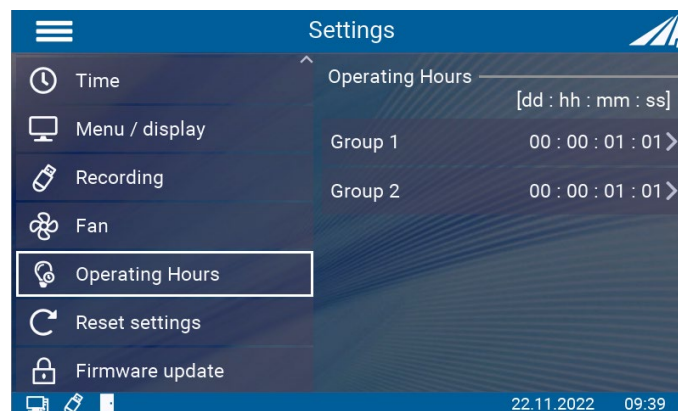 Settings
Time
Menu / display
Recording
Fan
Operating Hours
Reset settings
Firmware update
Operating Hours
[dd : hh : mm : ss]
Group 1 00 : 00 : 01 : 01
Group 2 00 : 00 : 01 : 01
22.11.2022 09:39